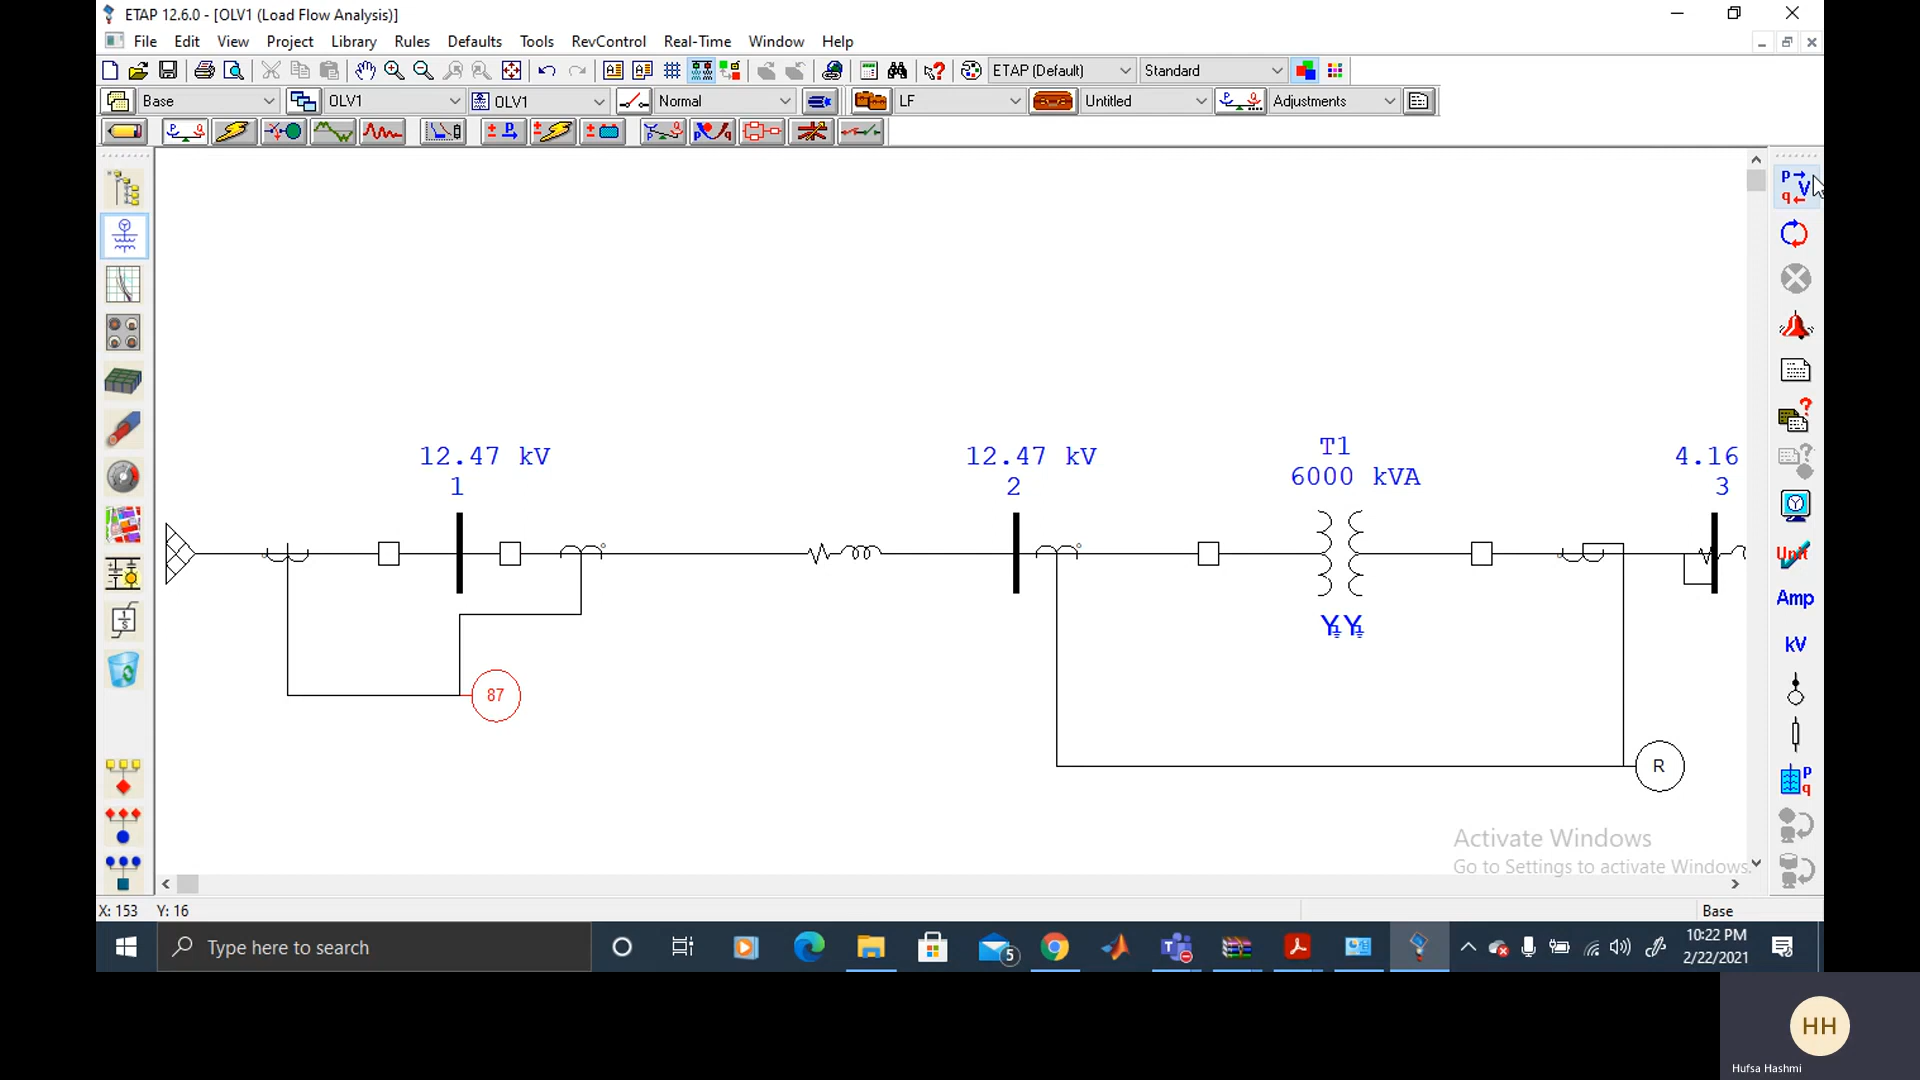 ETAP 12.6.0 - [OLV1 (Load Flow Analysis)]
File Edit View Project Library Rules Defaults Tools RevControl Real-Time Window Help
ETAP (Default) Standard
Base OLV1 OLV1 Normal LF Untitled Adjustments
12.47 kV
1
12.47 kV
2
T1
6000 kVA
4.16
3
87
R
Unit
Amp
kV
Activate Windows
Go to Settings to activate Windows.
X: 153 Y: 16
Base
Type here to search
5
10:22 PM
2/22/2021
HH
Hufsa Hashmi